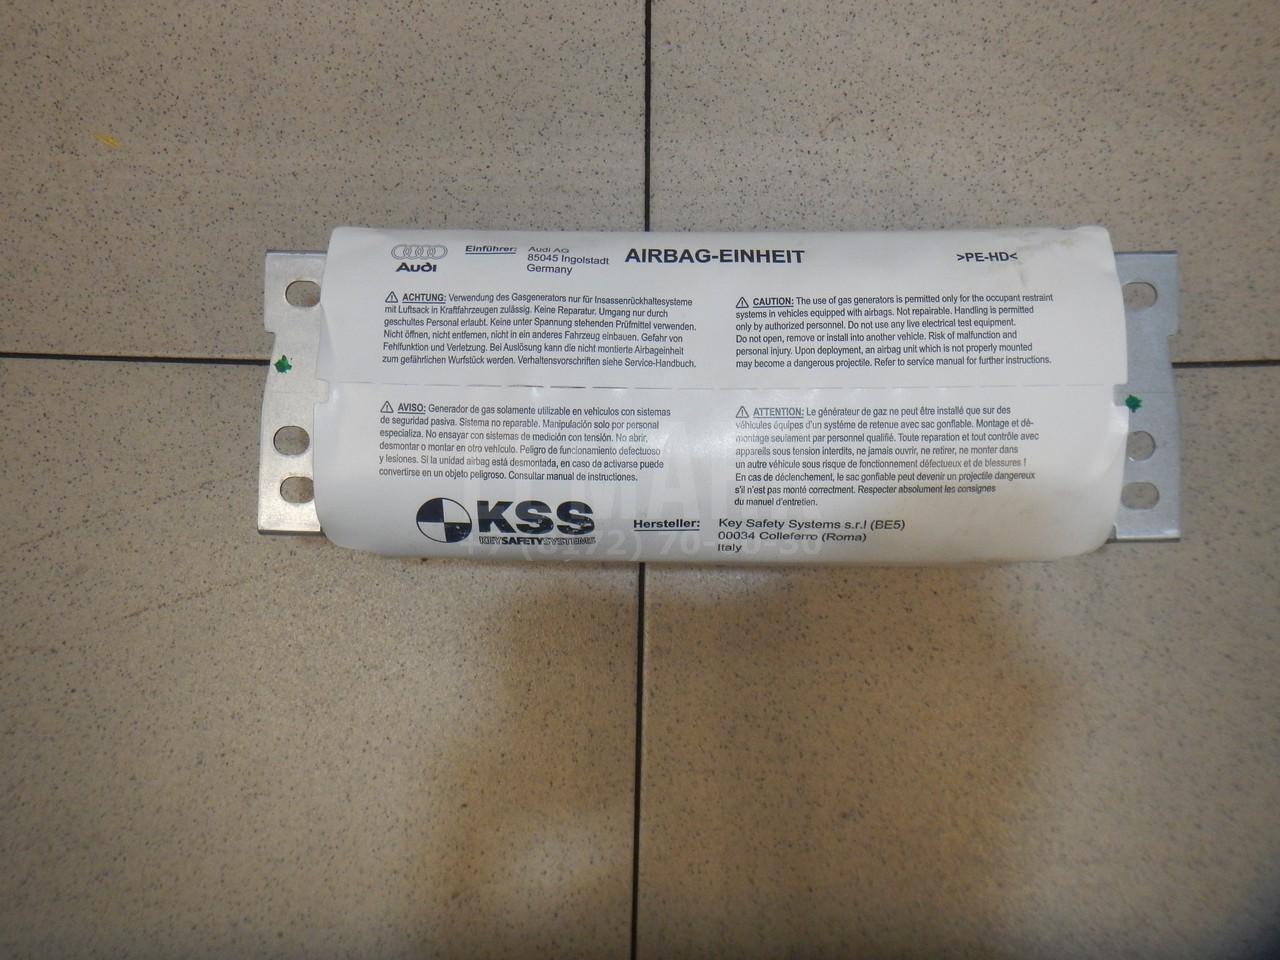 Audi
Einführer: Audi AG
85045 Ingolstadt
Germany
AIRBAG-EINHEIT
>PE-HD<
ACHTUNG: Verwendung des Gasgenerators nur für Insassenrückhaltesysteme
mit Luftsack in Kraftfahrzeugen zulässig. Keine Reparatur. Umgang nur durch
geschultes Personal erlaubt. Keine unter Spannung stehenden Prüfmittel verwenden.
Nicht öffnen, nicht entfernen, nicht in ein anderes Fahrzeug einbauen. Gefahr von
Fehlfunktion und Verletzung. Bei Auslösung kann die nicht montierte Airbageinheit
zum gefährlichen Wurfstück werden. Verhaltensvorschriften siehe Service-Handbuch.
CAUTION: The use of gas generators is permitted only for the occupant restraint
systems in vehicles equipped with airbags. Not repairable. Handling is permitted
only by authorized personnel. Do not use any live electrical test equipment.
Do not open, remove or install into another vehicle. Risk of malfunction and
personal injury. Upon deployment, an airbag unit which is not properly mounted
may become a dangerous projectile. Refer to service manual for further instructions.
AVISO: Generador de gas solamente utilizable en vehículos con sistemas
de seguridad pasiva. Sistema no reparable. Manipulación solo por personal
especializa. No ensayar con sistemas de medición con tensión. No abrir,
desmontar o montar en otro vehículo. Peligro de funcionamiento defectuoso
y lesiones. Si la unidad airbag está desmontada, en caso de activarse puede
convertirse en un objeto peligroso. Consultar manual de instrucciones.
ATTENTION: Le générateur de gaz ne peut être installé que sur des
véhicules équipes d'un système de retenue avec sac gonflable. Montage et dé-
montage seulement par personnel qualifié. Toute reparation et tout contrôle avec
appareils sous tension interdits, ne jamais ouvrir, ne retirer, ne monter dans
un autre véhicule sous risque de fonctionnement défectueux et de blessures !
En cas de déclenchement, le sac gonflable peut devenir un projectile dangereux
s'il n'est pas monté correctement. Respecter absolument les consignes
du manuel d'entretien.
KSS
KEYSAFETYSYSTEMS
Hersteller: Key Safety Systems s.r.l (BE5)
00034 Colleferro (Roma)
Italy